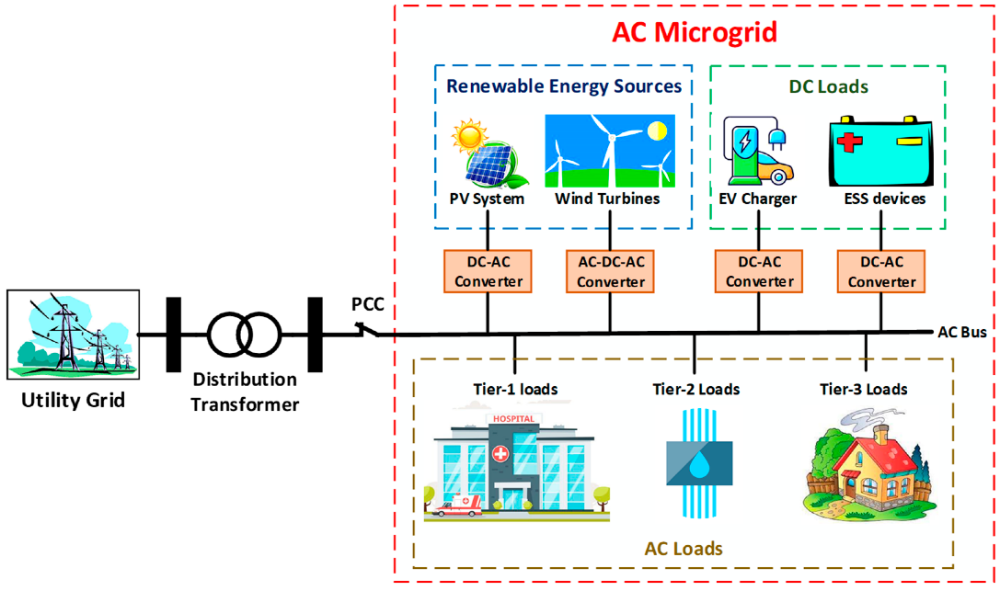 AC Microgrid
Renewable Energy Sources
DC Loads
PV System
Wind Turbines
EV Charger
ESS devices
DC-AC
Converter
AC-DC-AC
Converter
DC-AC
Converter
DC-AC
Converter
PCC
AC Bus
Utility Grid
Distribution
Transformer
Tier-1 loads
Tier-2 Loads
Tier-3 Loads
HOSPITAL
AC Loads